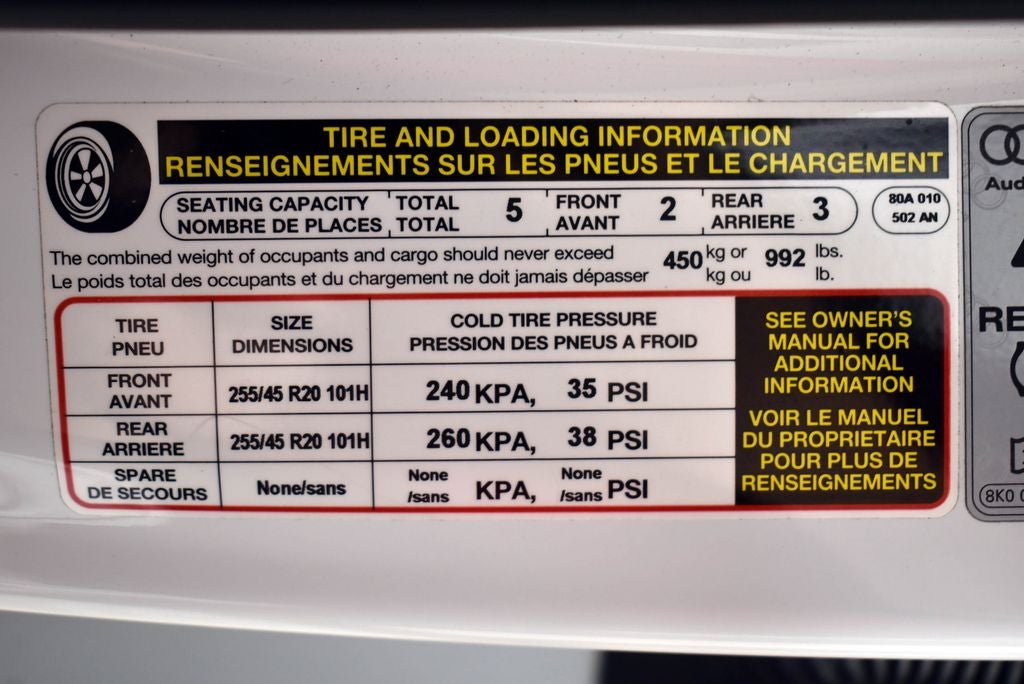 TIRE AND LOADING INFORMATION
RENSEIGNEMENTS SUR LES PNEUS ET LE CHARGEMENT
SEATING CAPACITY TOTAL 5 FRONT 2 REAR 3
NOMBRE DE PLACES TOTAL AVANT ARRIERE
80A 010
502 AN
The combined weight of occupants and cargo should never exceed 450 kg or 992 lbs.
Le poids total des occupants et du chargement ne doit jamais dépasser kg ou lb.
TIRE SIZE COLD TIRE PRESSURE
PNEU DIMENSIONS PRESSION DES PNEUS A FROID
FRONT
AVANT 255/45 R20 101H 240 KPA, 35 PSI
REAR
ARRIERE 255/45 R20 101H 260 KPA, 38 PSI
SPARE
DE SECOURS None/sans None /sans KPA, None /sans PSI
SEE OWNER'S
MANUAL FOR
ADDITIONAL
INFORMATION
VOIR LE MANUEL
DU PROPRIETAIRE
POUR PLUS DE
RENSEIGNEMENTS
Aud
RE
8K0